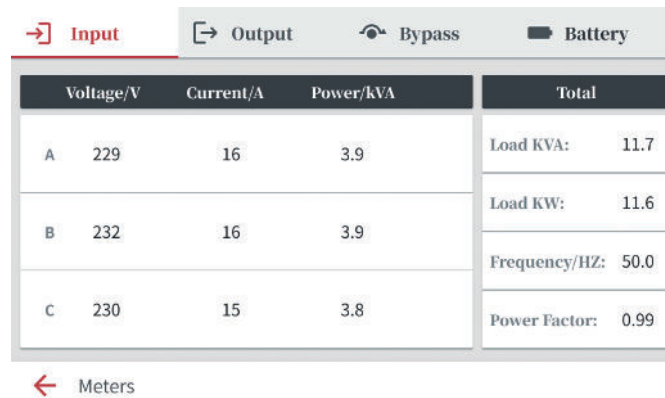 Input Output Bypass Battery
Voltage/V Current/A Power/kVA
A 229 16 3.9
B 232 16 3.9
C 230 15 3.8
Total
Load KVA: 11.7
Load KW: 11.6
Frequency/HZ: 50.0
Power Factor: 0.99
Meters